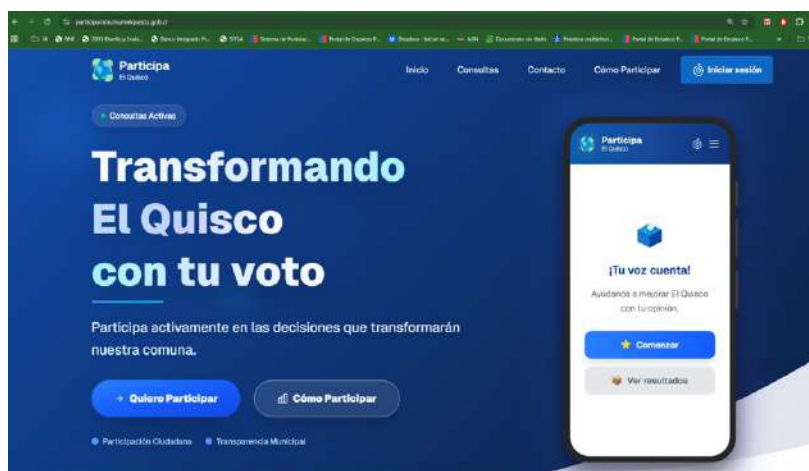 Participa
El Quisco
Inicio
Consultas
Contacto
Cómo Participar
Iniciar sesión
Consultas Activas
Transformando
El Quisco
con tu voto
Participa activamente en las decisiones que transformarán
nuestra comuna.
Quiero Participar
Cómo Participar
Participación Ciudadana
Transparencia Municipal
Participa
El Quisco
¡Tu voz cuenta!
Ayúdanos a mejorar El Quisco
con tu opinión.
Comenzar
Ver resultados